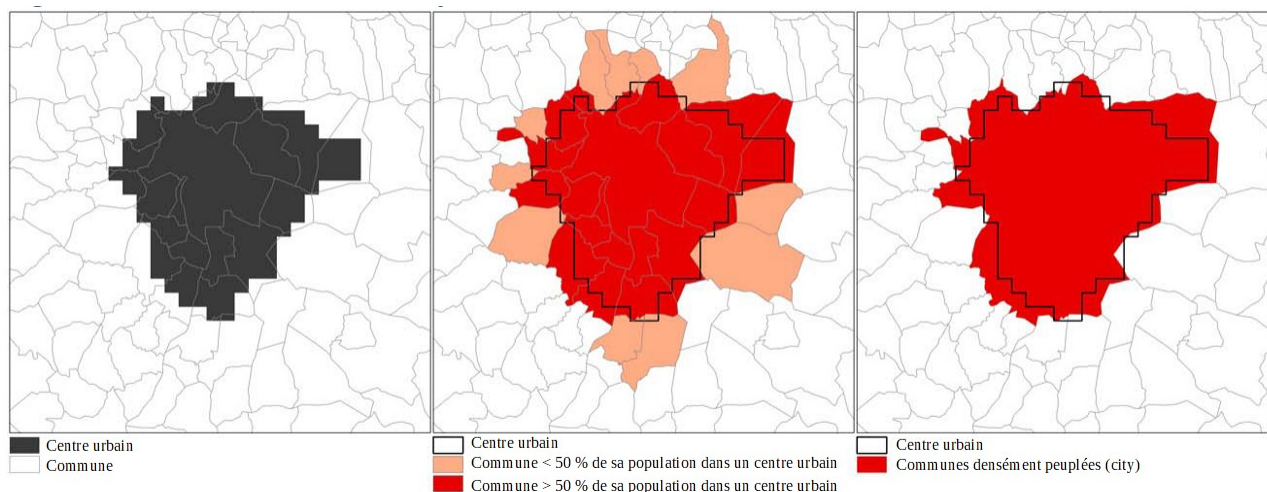 Centre urbain
Commune
Centre urbain
Commune < 50 % de sa population dans un centre urbain
Commune > 50 % de sa population dans un centre urbain
Centre urbain
Communes densément peuplées (city)